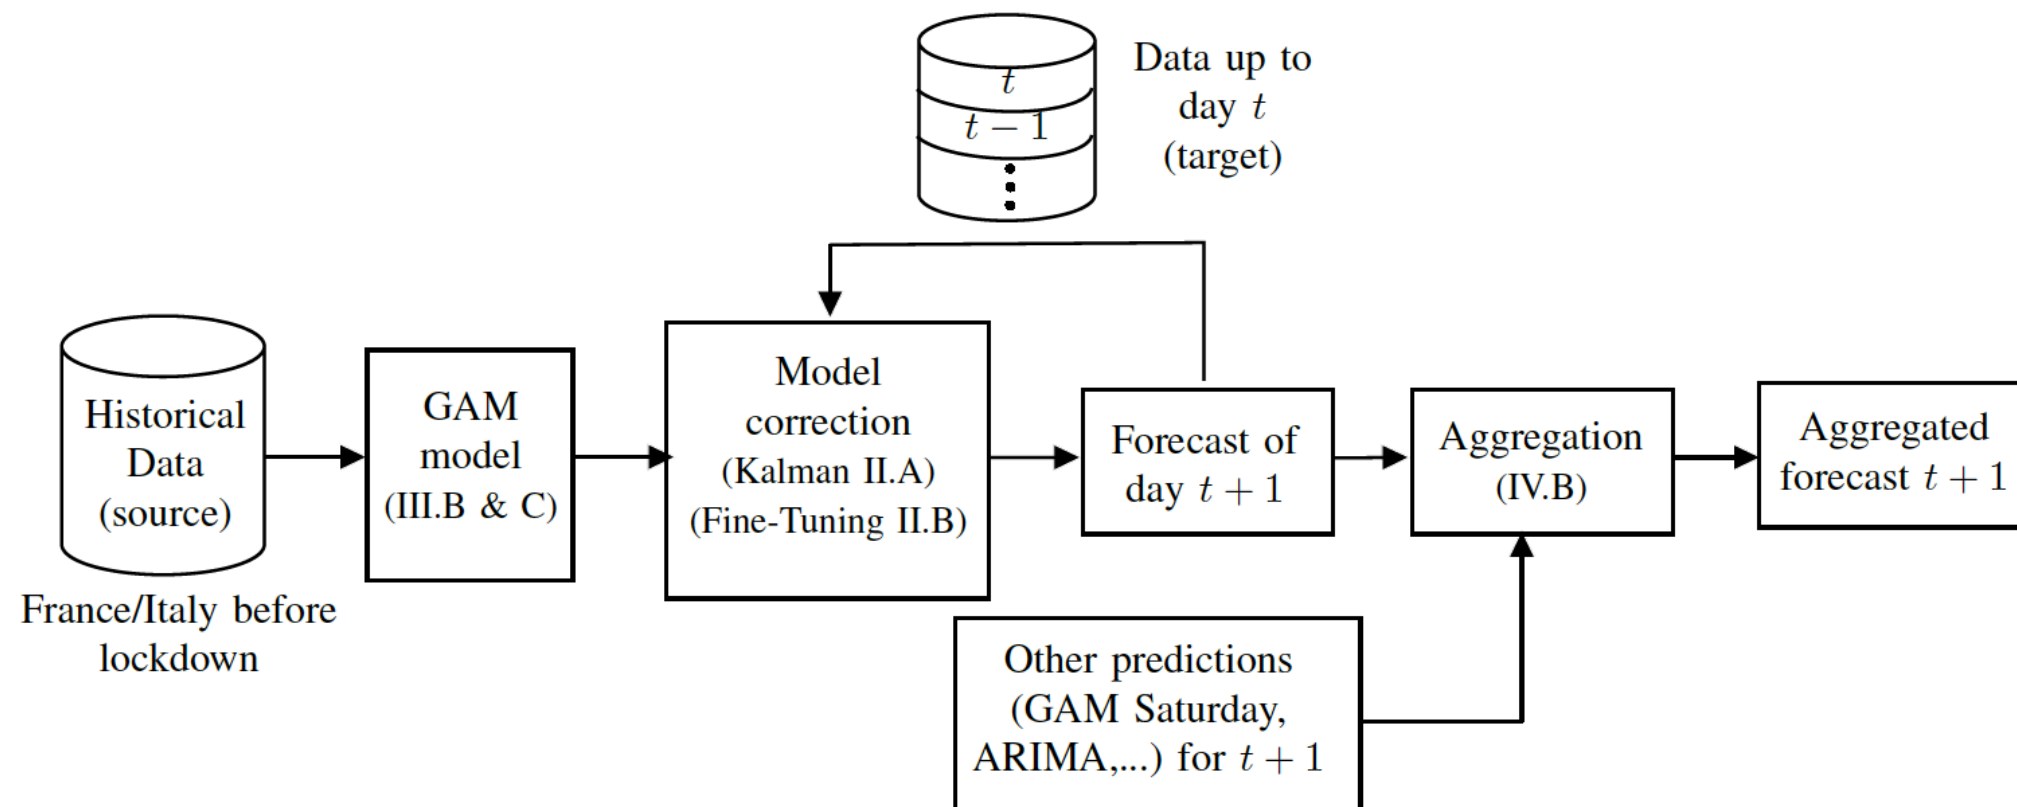 t
t − 1
Data up to
day t
(target)
Historical
Data
(source)
France/Italy before
lockdown
GAM
model
(III.B & C)
Model
correction
(Kalman II.A)
(Fine-Tuning II.B)
Forecast of
day t + 1
Aggregation
(IV.B)
Aggregated
forecast t + 1
Other predictions
(GAM Saturday,
ARIMA,...) for t + 1